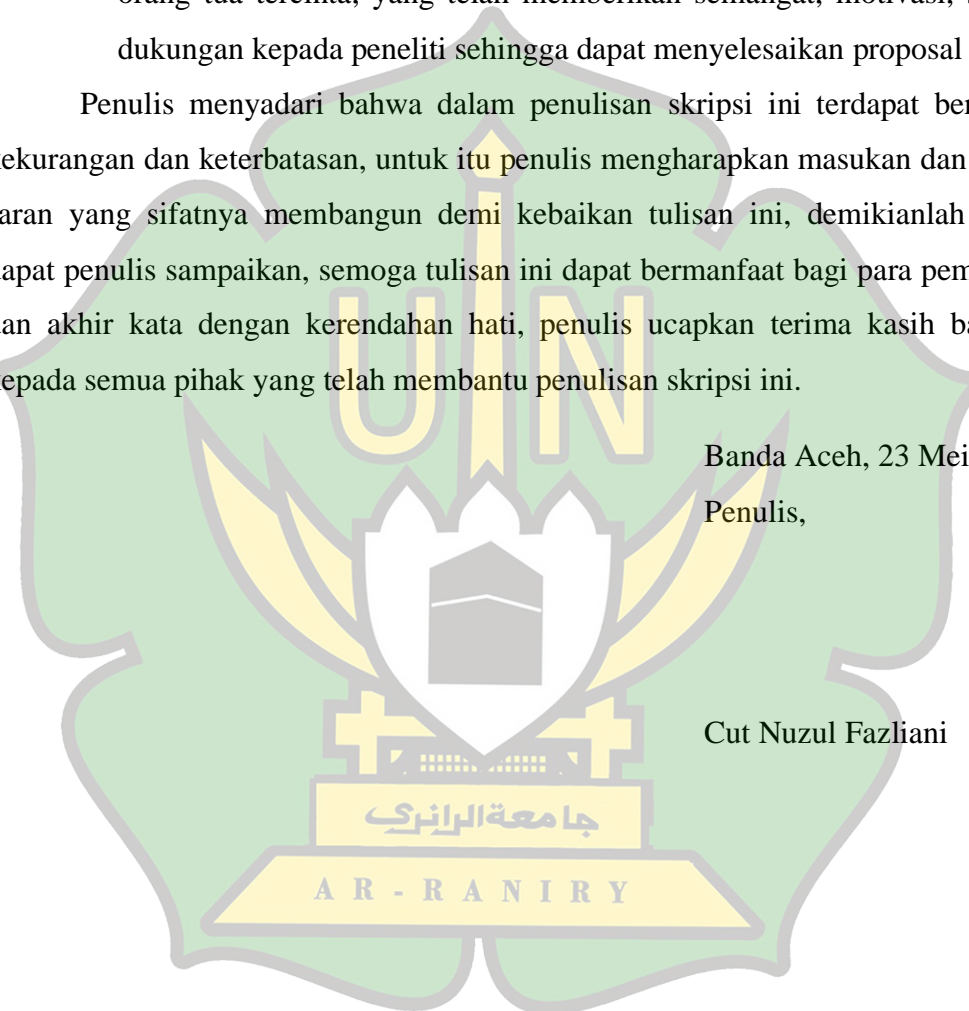 orang tua tercinta, yang telah memberikan semangat, motivasi,
dukungan kepada peneliti sehingga dapat menyelesaikan proposal
Penulis menyadari bahwa dalam penulisan skripsi ini terdapat ber
kekurangan dan keterbatasan, untuk itu penulis mengharapkan masukan dan
saran yang sifatnya membangun demi kebaikan tulisan ini, demikianlah
dapat penulis sampaikan, semoga tulisan ini dapat bermanfaat bagi para pem
dan akhir kata dengan kerendahan hati, penulis ucapkan terima kasih ba
kepada semua pihak yang telah membantu penulisan skripsi ini.
UIN
Banda Aceh, 23 Mei
Penulis,
Cut Nuzul Fazliani
جامعة الرانري
AR-RANIRY